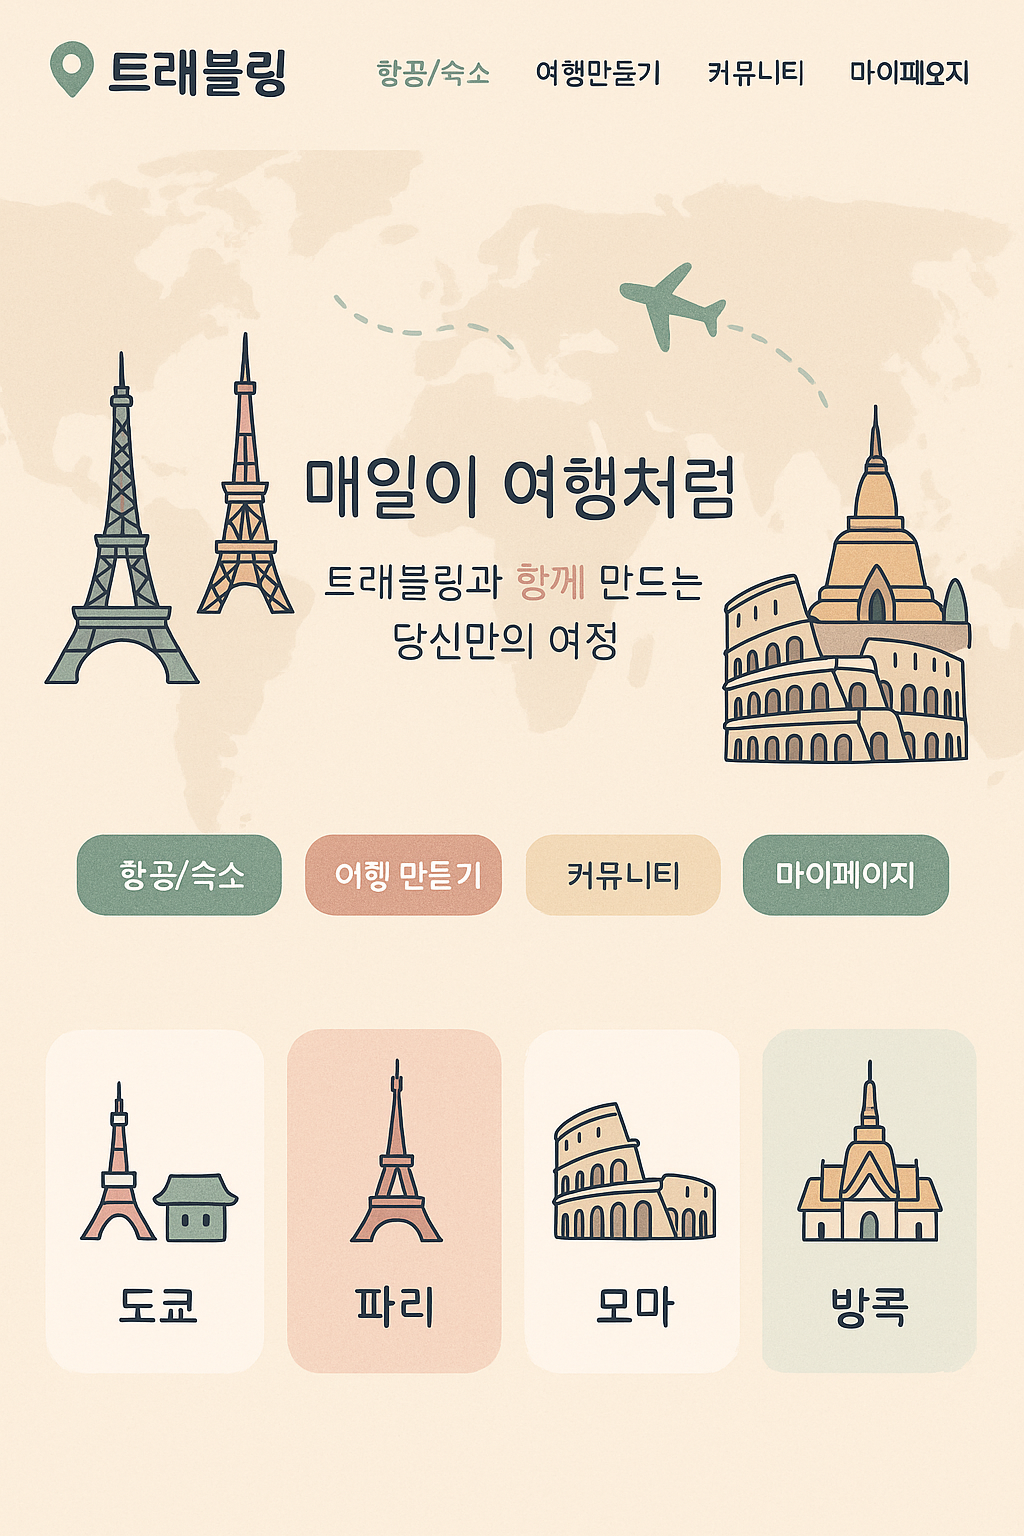 트래블링
항공/숙소 여행만듣기 커뮤니티 마이페오지
매일이 여행처럼
트래블링과 항께 만드는
당신만의 여정
항공/슥소 어헹 만듣기 커뮤니티 마이페이지
도쿄 파리 모마 방콕